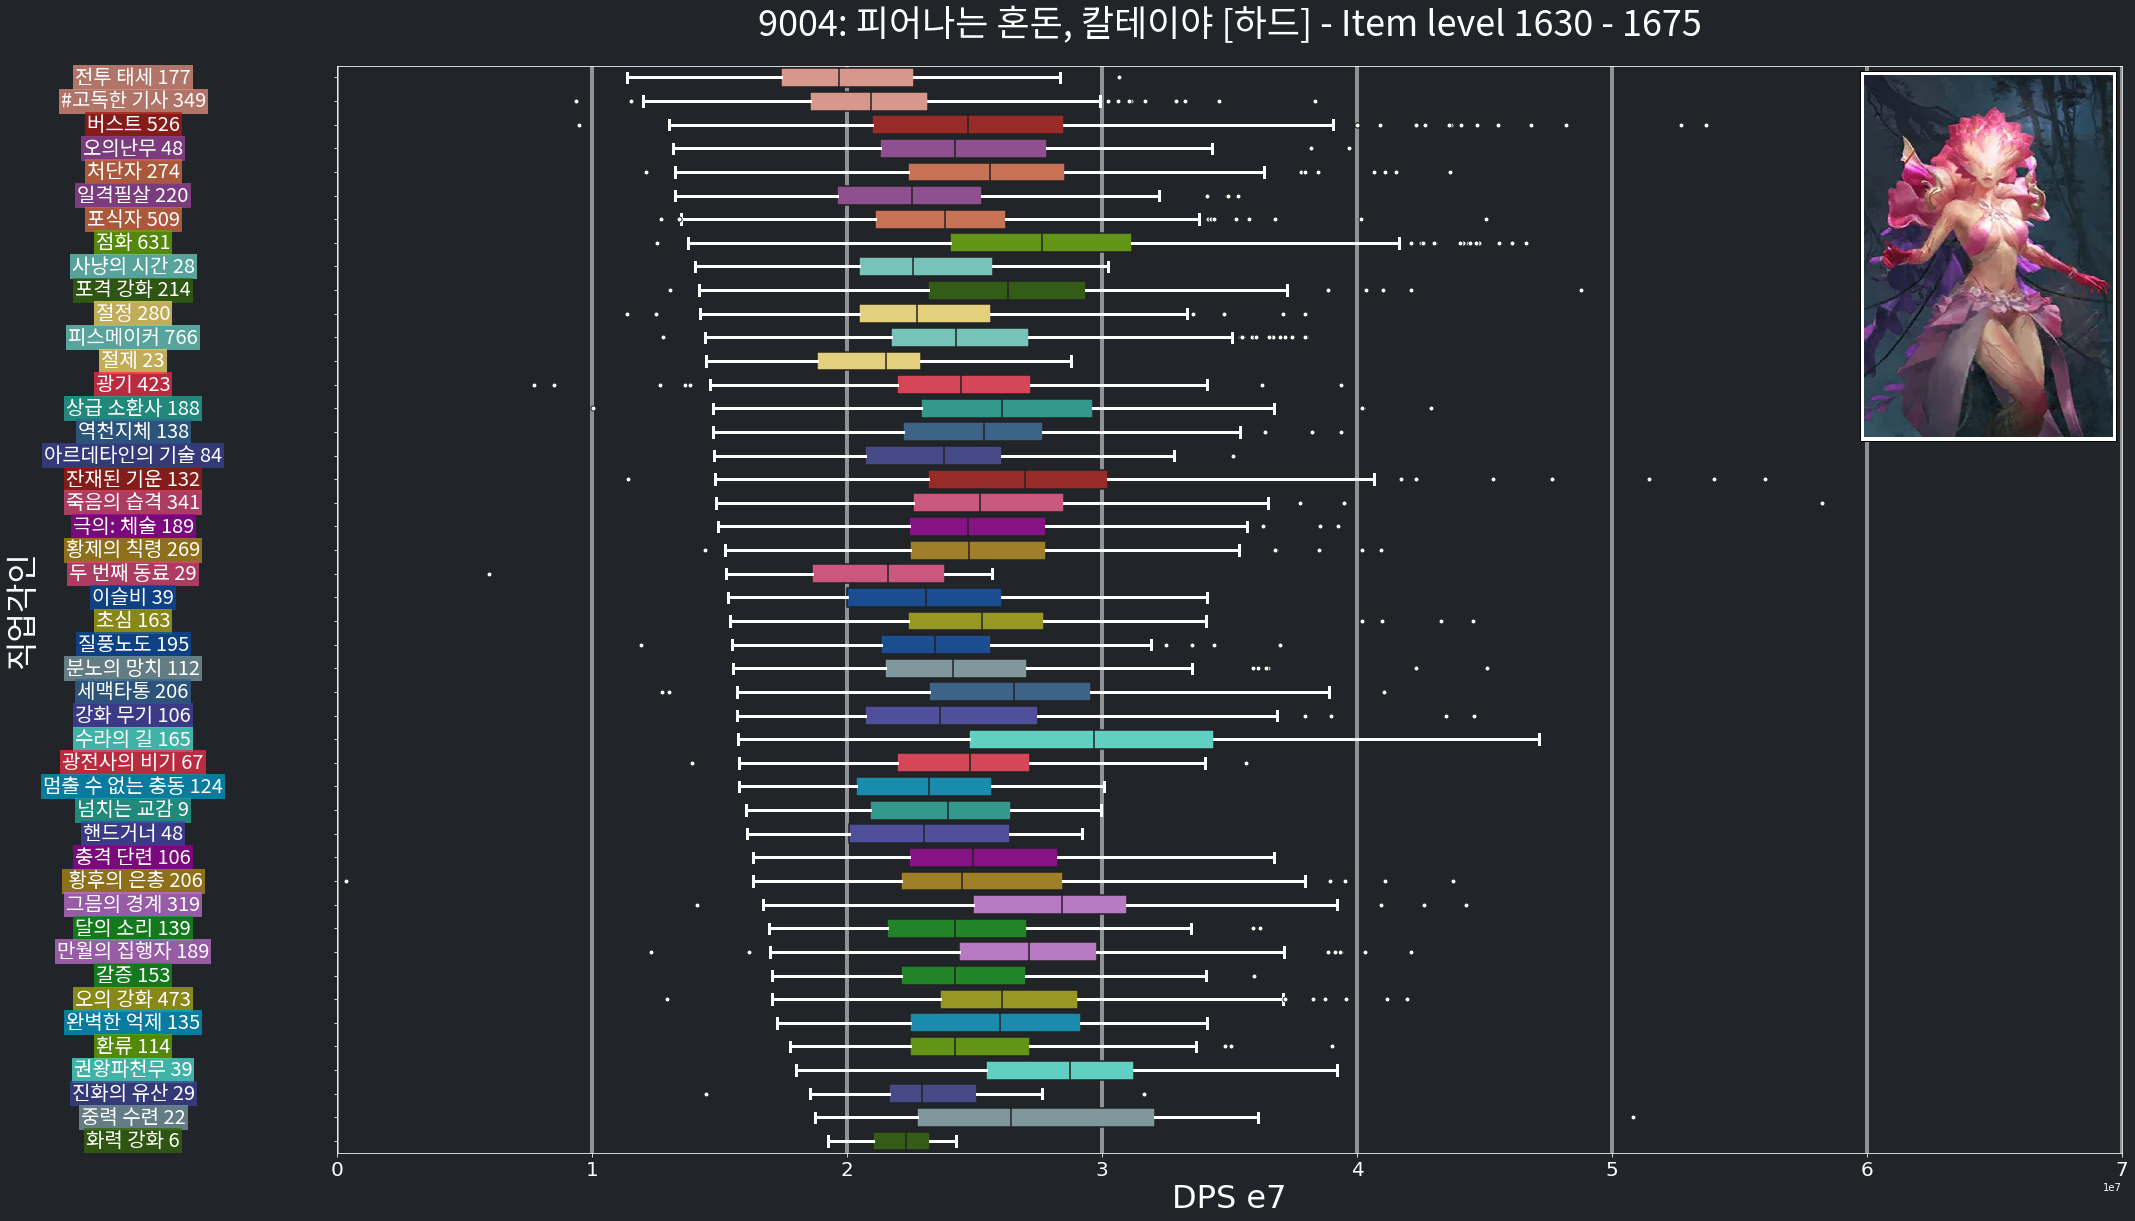 9004: 피어나는 혼돈, 칼테이야 [하드] - Item level 1630 - 1675
전투 태세 177
#고독한 기사 349
버스트 526
오의난무 48
처단자 274
일격필살 220
포식자 509
점화 631
사냥의 시간 28
포격 강화 214
절정 280
피스메이커 766
절제 23
광기 423
상급 소환사 188
역천지체 138
아르데타인의 기술 84
잔재된 기운 132
죽음의 습격 341
극의: 체술 189
황제의 칙령 269
두 번째 동료 29
이슬비 39
초심 163
질풍노도 195
분노의 망치 112
세맥타통 206
강화 무기 106
수라의 길 165
광전사의 비기 67
멈출 수 없는 충동 124
넘치는 교감 9
핸드거너 48
충격 단련 106
황후의 은총 206
그믐의 경계 319
달의 소리 139
만월의 집행자 189
갈증 153
오의 강화 473
완벽한 억제 135
환류 114
권왕파천무 39
진화의 유산 29
중력 수련 22
화력 강화 6
직업각인
0 1 2 3 4 5 6 7
1e7
DPS e7